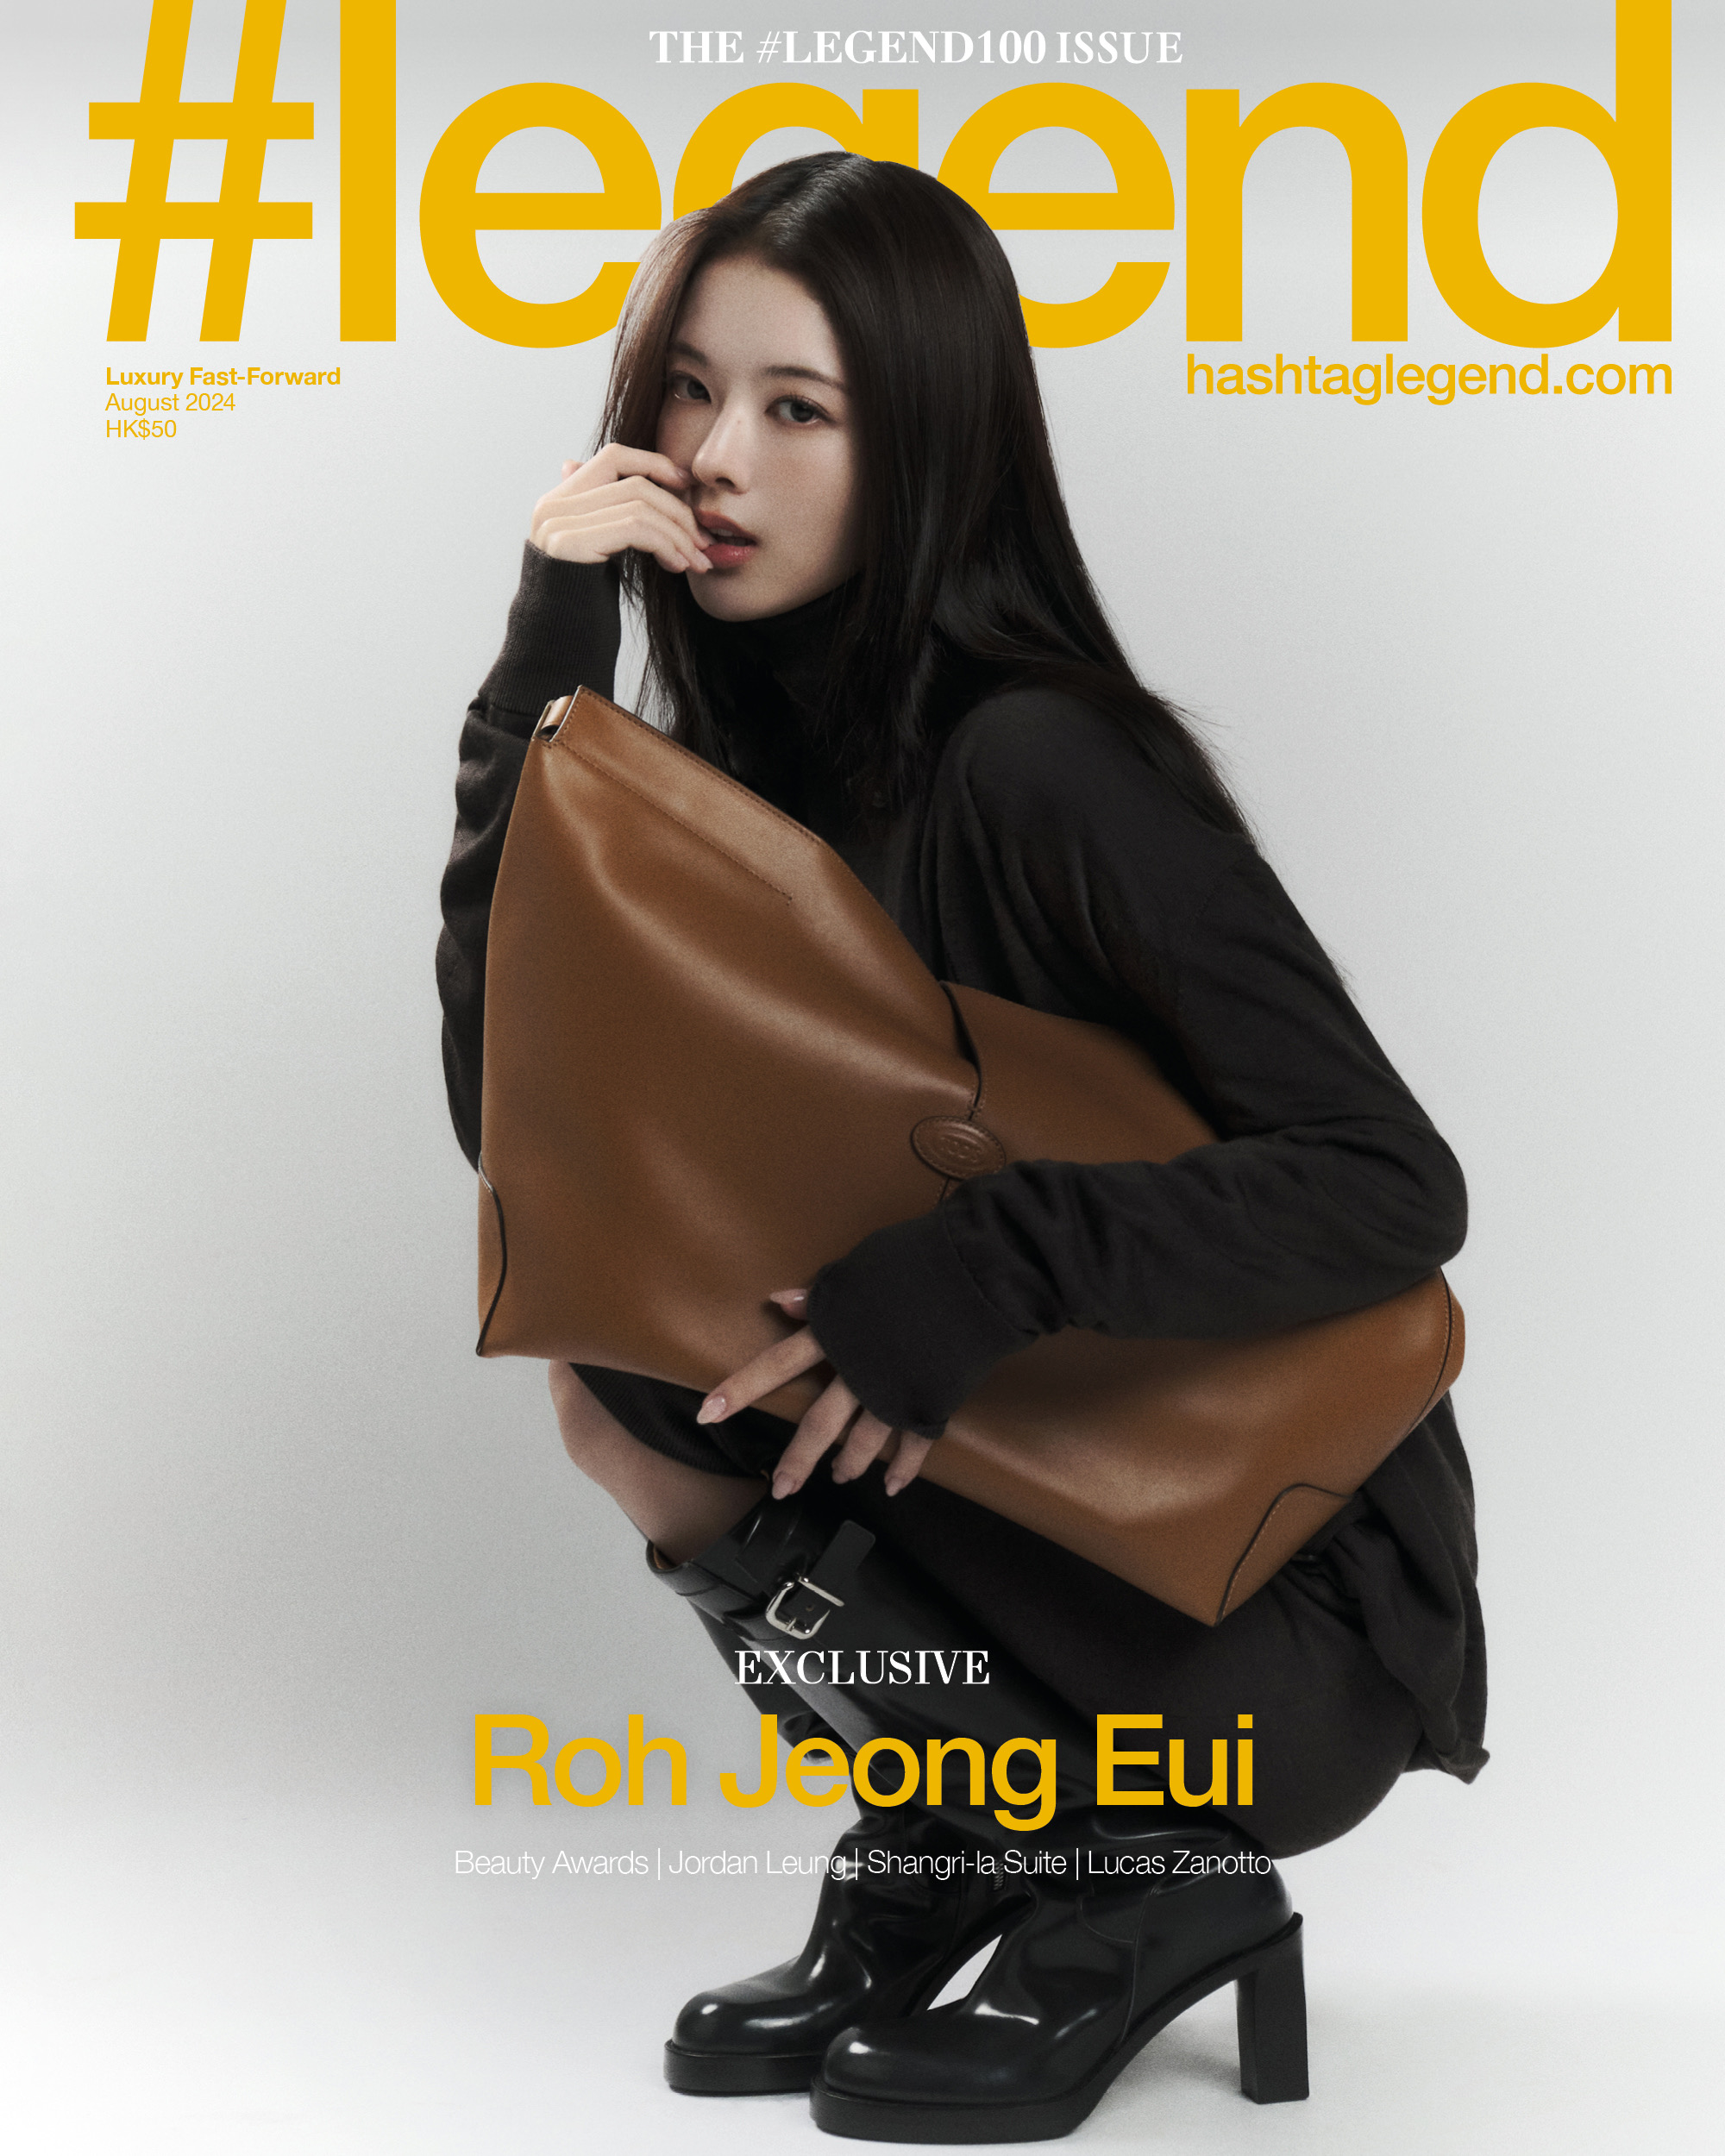 THE #LEGEND100 ISSUE
#legend
Luxury Fast-Forward
August 2024
HK$50
hashtaglegend.com
EXCLUSIVE
Roh Jeong Eui
Beauty Awards | Jordan Leung | Shangri-la Suite | Lucas Zanotto